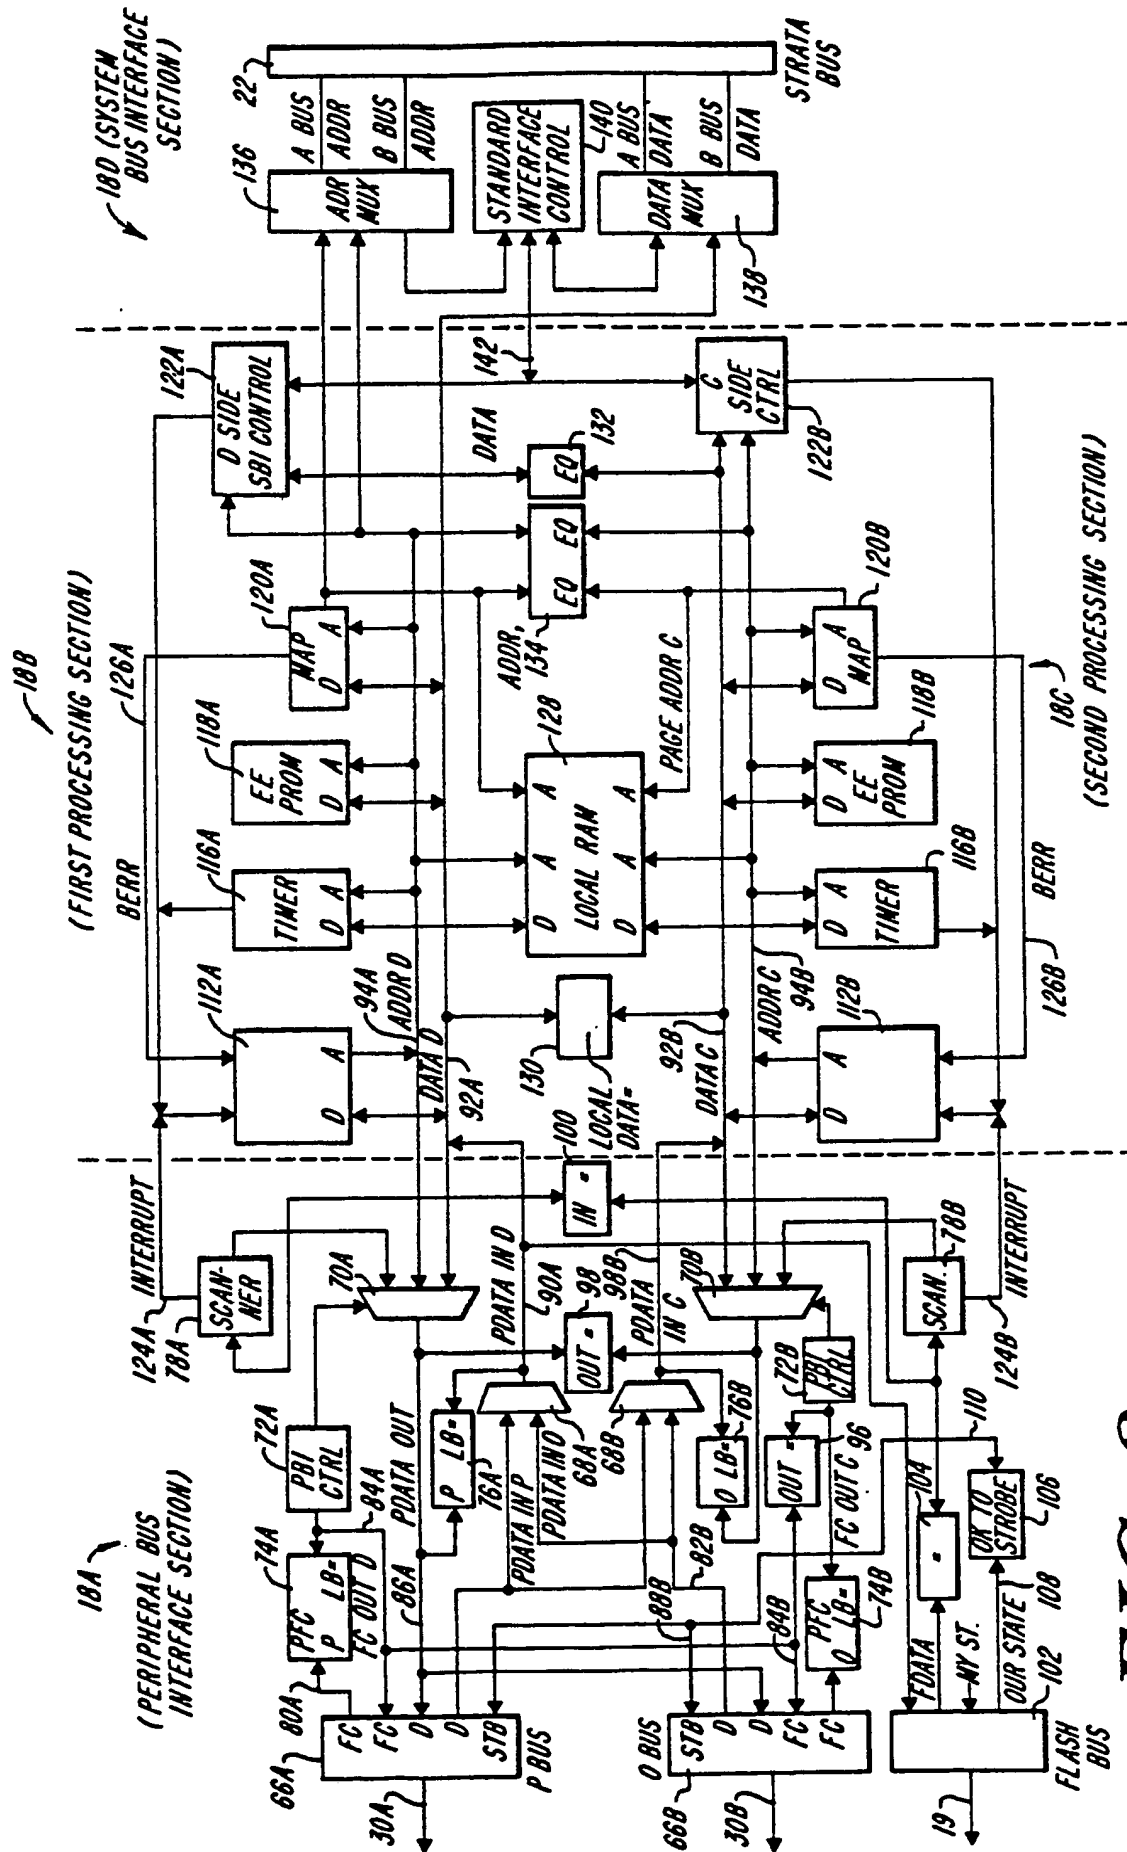 18A
(PERIPHERAL BUS
INTERFACE SECTION)
18B
(FIRST PROCESSING SECTION)
18D (SYSTEM
BUS INTERFACE
SECTION)
66A
FC
FC
D
D
STB
P BUS
30A
80A
74A
PFC
P LB=
FC OUT D
84A
72A
PBI
CTRL
86A
PDATA OUT
P LB=
76A
PDATA IN P
PDATA IN O
68A
68B
124A
INTERRUPT
78A
SCAN-
NER
70A
PDATA IN D
90A
98
OUT =
98B
PDATA
IN C
70B
100
IN =
O BUS
66B
STB
D
D
FC
FC
30B
88B
82B
84B
O LB=
76B
72B
PBI
CTRL
OUT =
96
FC OUT C
PFC
O LB=
74B
FLASH
BUS
19
102
FDATA
MY ST.
OUR STATE
108
104
=
OK TO
STROBE
106
110
78B
SCAN.
124B
INTERRUPT
BERR
126A
112A
D A
94A
ADDR D
DATA D
92A
116A
TIMER
D A
118A
EE
PROM
D A
120A
MAP
D A
122A
D SIDE
SBI CONTROL
130
LOCAL
DATA=
128
LOCAL RAM
D A A
D A A
ADDR,
134
EQ EQ
DATA
EQ
132
142
PAGE ADDR C
92B
DATA C
ADDR C
94B
112B
D A
TIMER
D A
116B
EE
PROM
D A
118B
MAP
D A
120B
C
SIDE
CTRL
122B
126B
BERR
18C
(SECOND PROCESSING SECTION)
136
ADR
MUX
A BUS
ADDR
B BUS
ADDR
22
STANDARD
INTERFACE
CONTROL
140
A BUS
DATA
B BUS
DATA
DATA
MUX
138
STRATA
BUS